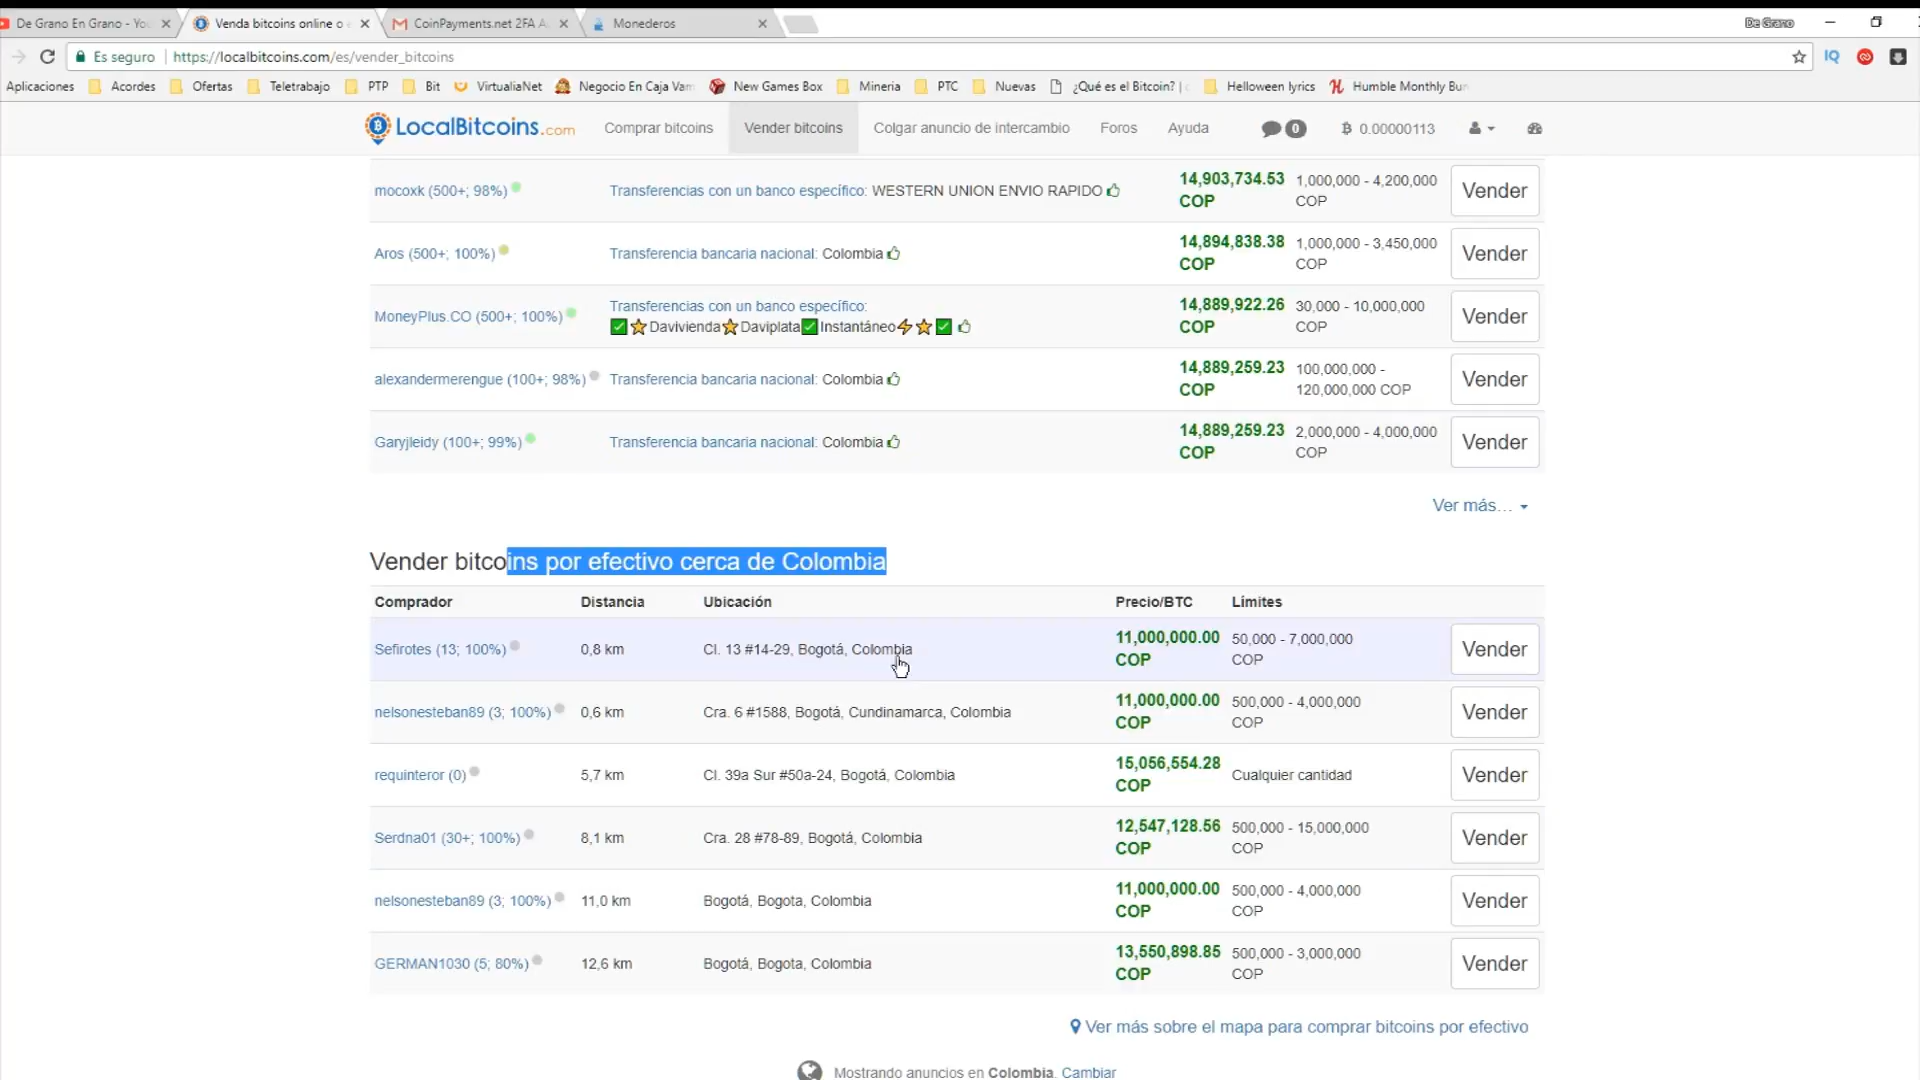 De Grano En Grano - Yo
Venda bitcoins online o e
CoinPayments.net 2FA A
Monederos
De Grano
Es seguro
https://localbitcoins.com/es/vender_bitcoins
IQ
Aplicaciones
Acordes
Ofertas
Teletrabajo
PTP
Bit
VirtualiaNet
Negocio En Caja Vam
New Games Box
Mineria
PTC
Nuevas
¿Qué es el Bitcoin? |
Helloween lyrics
Humble Monthly Bun
LocalBitcoins.com
Comprar bitcoins
Vender bitcoins
Colgar anuncio de intercambio
Foros
Ayuda
0
0.00000113
mocoxk (500+; 98%)
Transferencias con un banco específico: WESTERN UNION ENVIO RAPIDO
14,903,734.53
COP
1,000,000 - 4,200,000
COP
Vender
Aros (500+; 100%)
Transferencia bancaria nacional: Colombia
14,894,838.38
COP
1,000,000 - 3,450,000
COP
Vender
MoneyPlus.CO (500+; 100%)
Transferencias con un banco específico:
✅⭐Davivienda⭐Daviplata✅Instantáneo⚡⭐✅
14,889,922.26
COP
30,000 - 10,000,000
COP
Vender
alexandermerengue (100+; 98%)
Transferencia bancaria nacional: Colombia
14,889,259.23
COP
100,000,000 -
120,000,000 COP
Vender
Garyjleidy (100+; 99%)
Transferencia bancaria nacional: Colombia
14,889,259.23
COP
2,000,000 - 4,000,000
COP
Vender
Ver más…
Vender bitcoins por efectivo cerca de Colombia
Comprador
Distancia
Ubicación
Precio/BTC
Límites
Sefirotes (13; 100%)
0,8 km
Cl. 13 #14-29, Bogotá, Colombia
11,000,000.00
COP
50,000 - 7,000,000
COP
Vender
nelsonesteban89 (3; 100%)
0,6 km
Cra. 6 #1588, Bogotá, Cundinamarca, Colombia
11,000,000.00
COP
500,000 - 4,000,000
COP
Vender
requinteror (0)
5,7 km
Cl. 39a Sur #50a-24, Bogotá, Colombia
15,056,554.28
COP
Cualquier cantidad
Vender
Serdna01 (30+; 100%)
8,1 km
Cra. 28 #78-89, Bogotá, Colombia
12,547,128.56
COP
500,000 - 15,000,000
COP
Vender
nelsonesteban89 (3; 100%)
11,0 km
Bogotá, Bogota, Colombia
11,000,000.00
COP
500,000 - 4,000,000
COP
Vender
GERMAN1030 (5; 80%)
12,6 km
Bogotá, Bogota, Colombia
13,550,898.85
COP
500,000 - 3,000,000
COP
Vender
Ver más sobre el mapa para comprar bitcoins por efectivo
Mostrando anuncios en Colombia. Cambiar